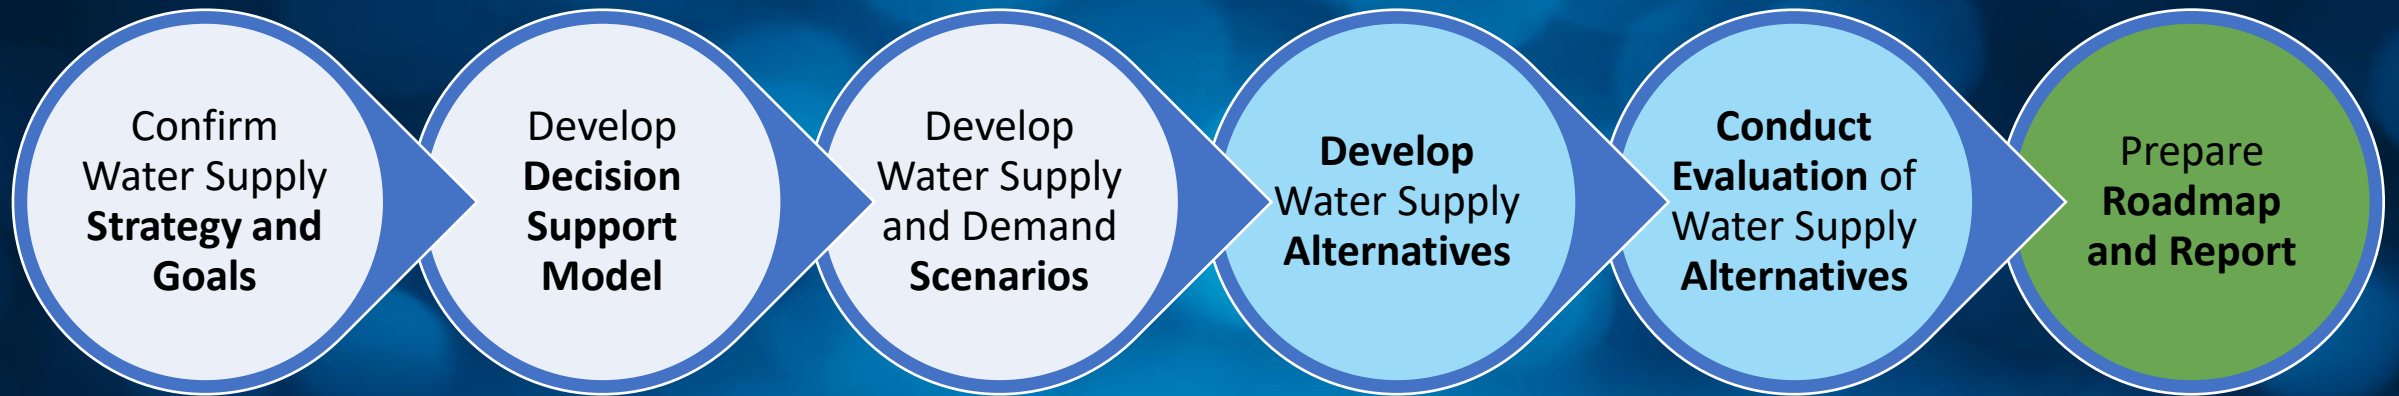 Confirm
Water Supply
Strategy and
Goals
Develop
Decision
Support
Model
Develop
Water Supply
and Demand
Scenarios
Develop
Water Supply
Alternatives
Conduct
Evaluation of
Water Supply
Alternatives
Prepare
Roadmap
and Report